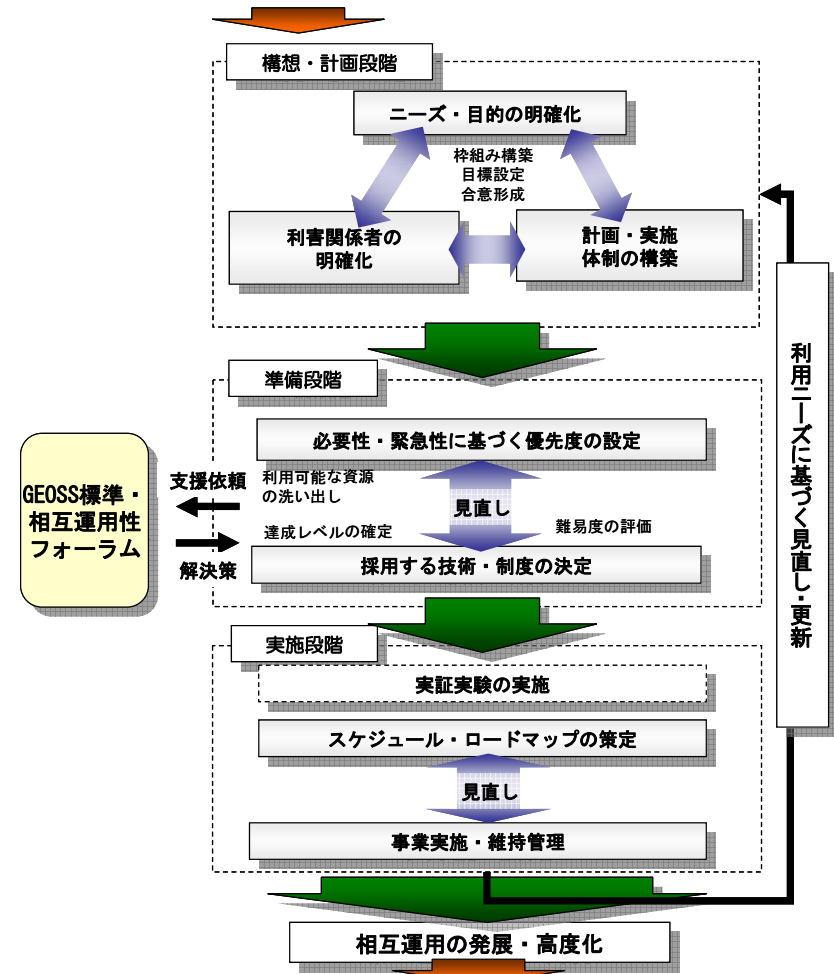 構想・計画段階
ニーズ・目的の明確化
枠組み構築
目標設定
合意形成
利害関係者の
明確化
計画・実施
体制の構築
準備段階
必要性・緊急性に基づく優先度の設定
利用可能な資源
の洗い出し
見直し
達成レベルの確定
難易度の評価
採用する技術・制度の決定
支援依頼
解決策
GEOSS標準・
相互運用性
フォーラム
実施段階
実証実験の実施
スケジュール・ロードマップの策定
見直し
事業実施・維持管理
利用ニーズに基づく見直し・更新
相互運用の発展・高度化